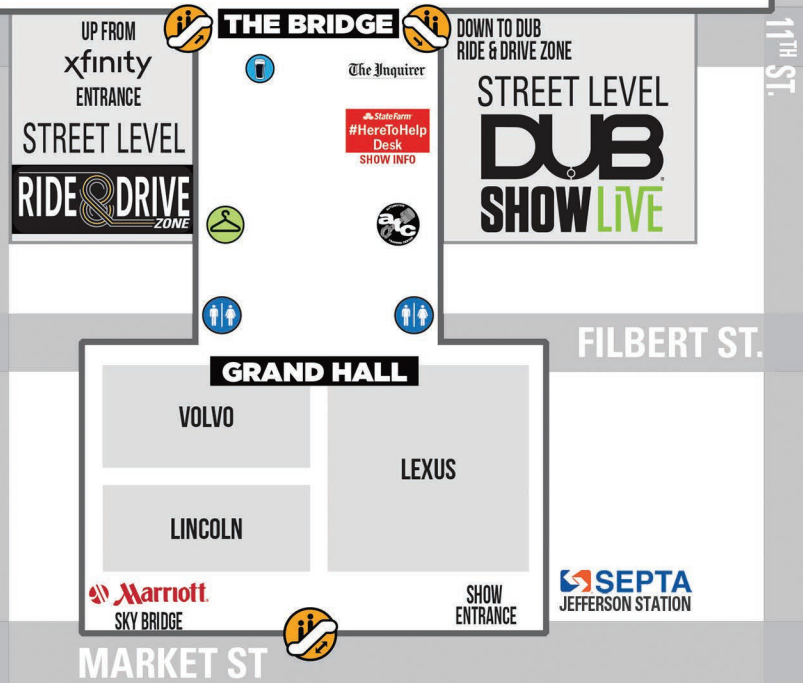 THE BRIDGE
UP FROM
xfinity
ENTRANCE
STREET LEVEL
RIDE & DRIVE
ZONE
The Inquirer
StateFarm
#HereToHelp
Desk
SHOW INFO
atc
DOWN TO DUB
RIDE & DRIVE ZONE
STREET LEVEL
DUB
SHOW LIVE
11TH ST.
FILBERT ST.
GRAND HALL
VOLVO
LEXUS
LINCOLN
Marriott
SKY BRIDGE
SHOW
ENTRANCE
SEPTA
JEFFERSON STATION
MARKET ST